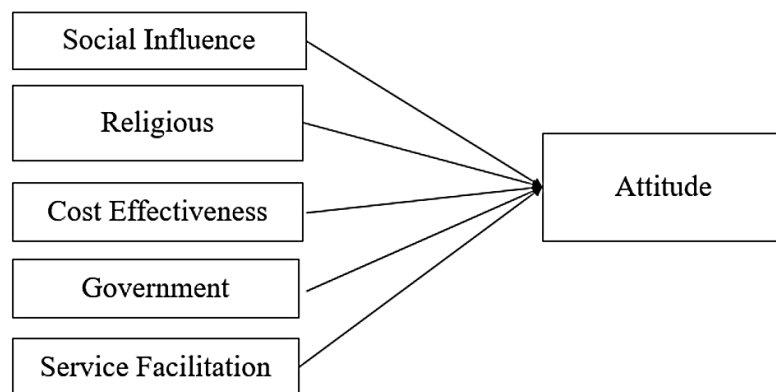 Social Influence
Religious
Cost Effectiveness
Government
Service Facilitation
Attitude